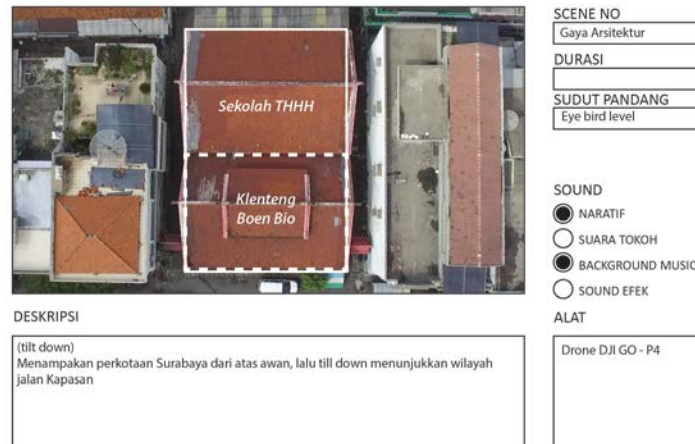 Sekolah THHH
Klenteng
Boen Bio
SCENE NO
Gaya Arsitektur
DURASI
SUDUT PANDANG
Eye bird level
SOUND
NARATIF
SUARA TOKOH
BACKGROUND MUSIC
SOUND EFEK
DESKRIPSI
(tilt down)
Menampakan perkotaan Surabaya dari atas awan, lalu till down menunjukkan wilayah
jalan Kapasan
ALAT
Drone DJI GO - P4